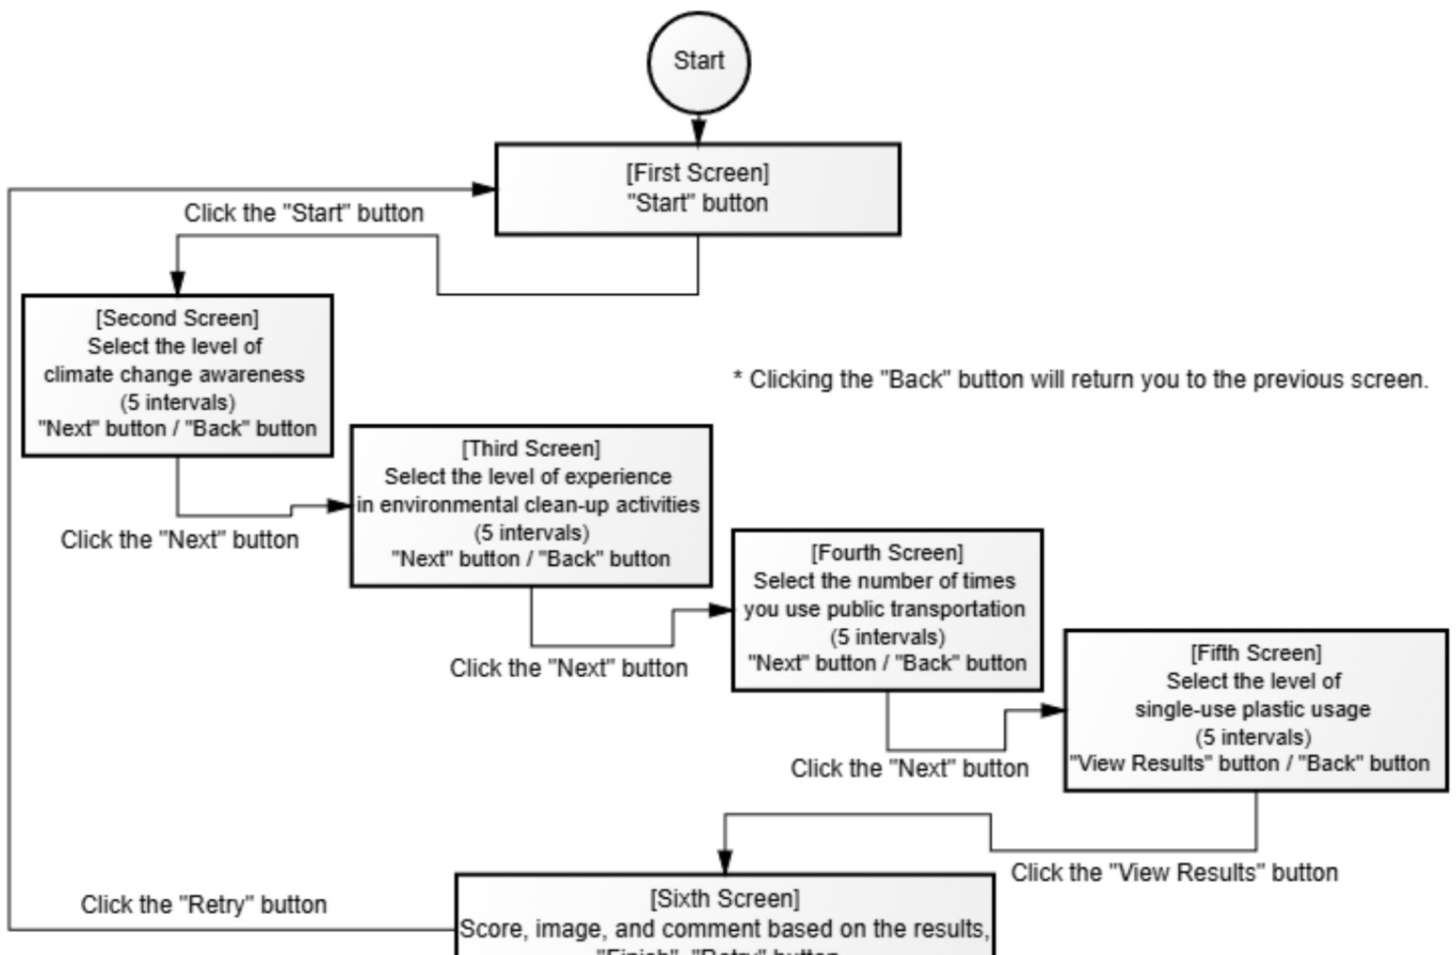 Start
[First Screen]
"Start" button
Click the "Start" button
[Second Screen]
Select the level of
climate change awareness
(5 intervals)
"Next" button / "Back" button
* Clicking the "Back" button will return you to the previous screen.
Click the "Next" button
[Third Screen]
Select the level of experience
in environmental clean-up activities
(5 intervals)
"Next" button / "Back" button
Click the "Next" button
[Fourth Screen]
Select the number of times
you use public transportation
(5 intervals)
"Next" button / "Back" button
Click the "Next" button
[Fifth Screen]
Select the level of
single-use plastic usage
(5 intervals)
"View Results" button / "Back" button
Click the "View Results" button
Click the "Retry" button
[Sixth Screen]
Score, image, and comment based on the results,
"Finish", "Retry" button